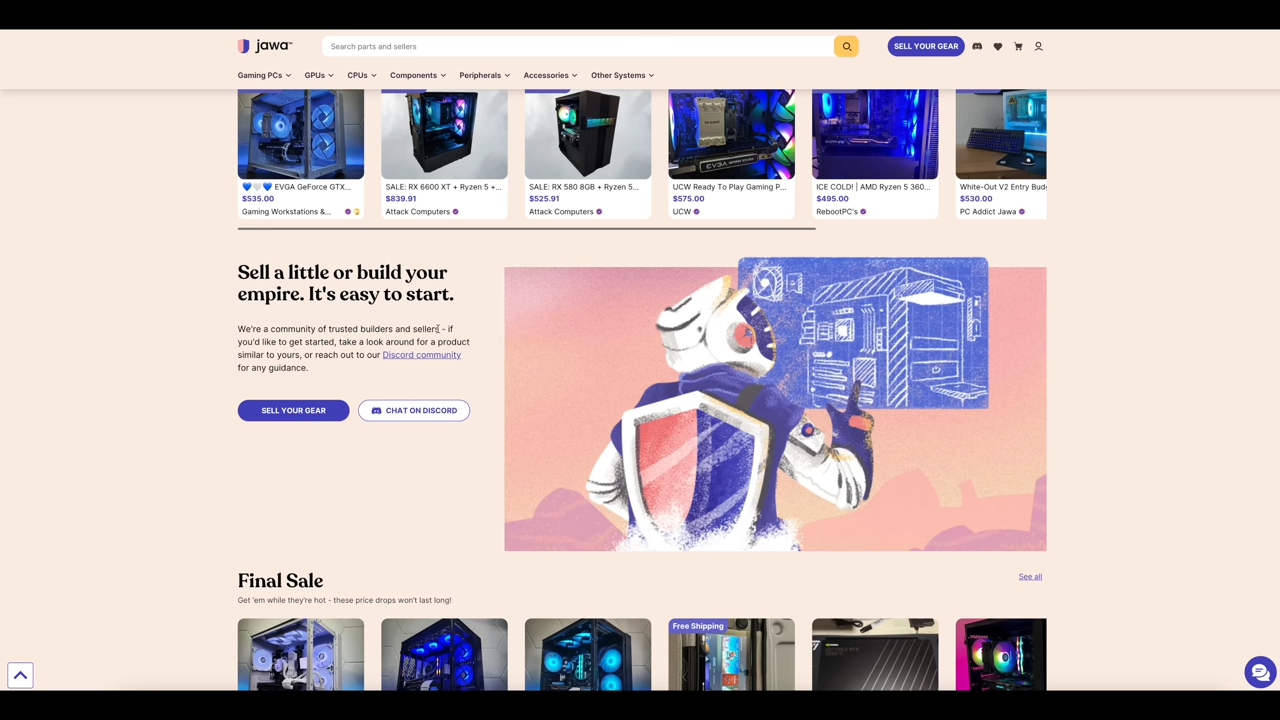 jawa™
Search parts and sellers
SELL YOUR GEAR
Gaming PCs GPUs CPUs Components Peripherals Accessories Other Systems
💙🤍💙 EVGA GeForce GTX...
$535.00
Gaming Workstations &...
SALE: RX 6600 XT + Ryzen 5 +...
$839.91
Attack Computers
SALE: RX 580 8GB + Ryzen 5...
$525.91
Attack Computers
EVGA
UCW Ready To Play Gaming P...
$575.00
UCW
ICE COLD! | AMD Ryzen 5 360...
$495.00
RebootPC's
White-Out V2 Entry Budg
$530.00
PC Addict Jawa
Sell a little or build your
empire. It's easy to start.
We're a community of trusted builders and sellers - if
you'd like to get started, take a look around for a product
similar to yours, or reach out to our Discord community
for any guidance.
SELL YOUR GEAR
CHAT ON DISCORD
Final Sale
See all
Get 'em while they're hot - these price drops won't last long!
Free Shipping